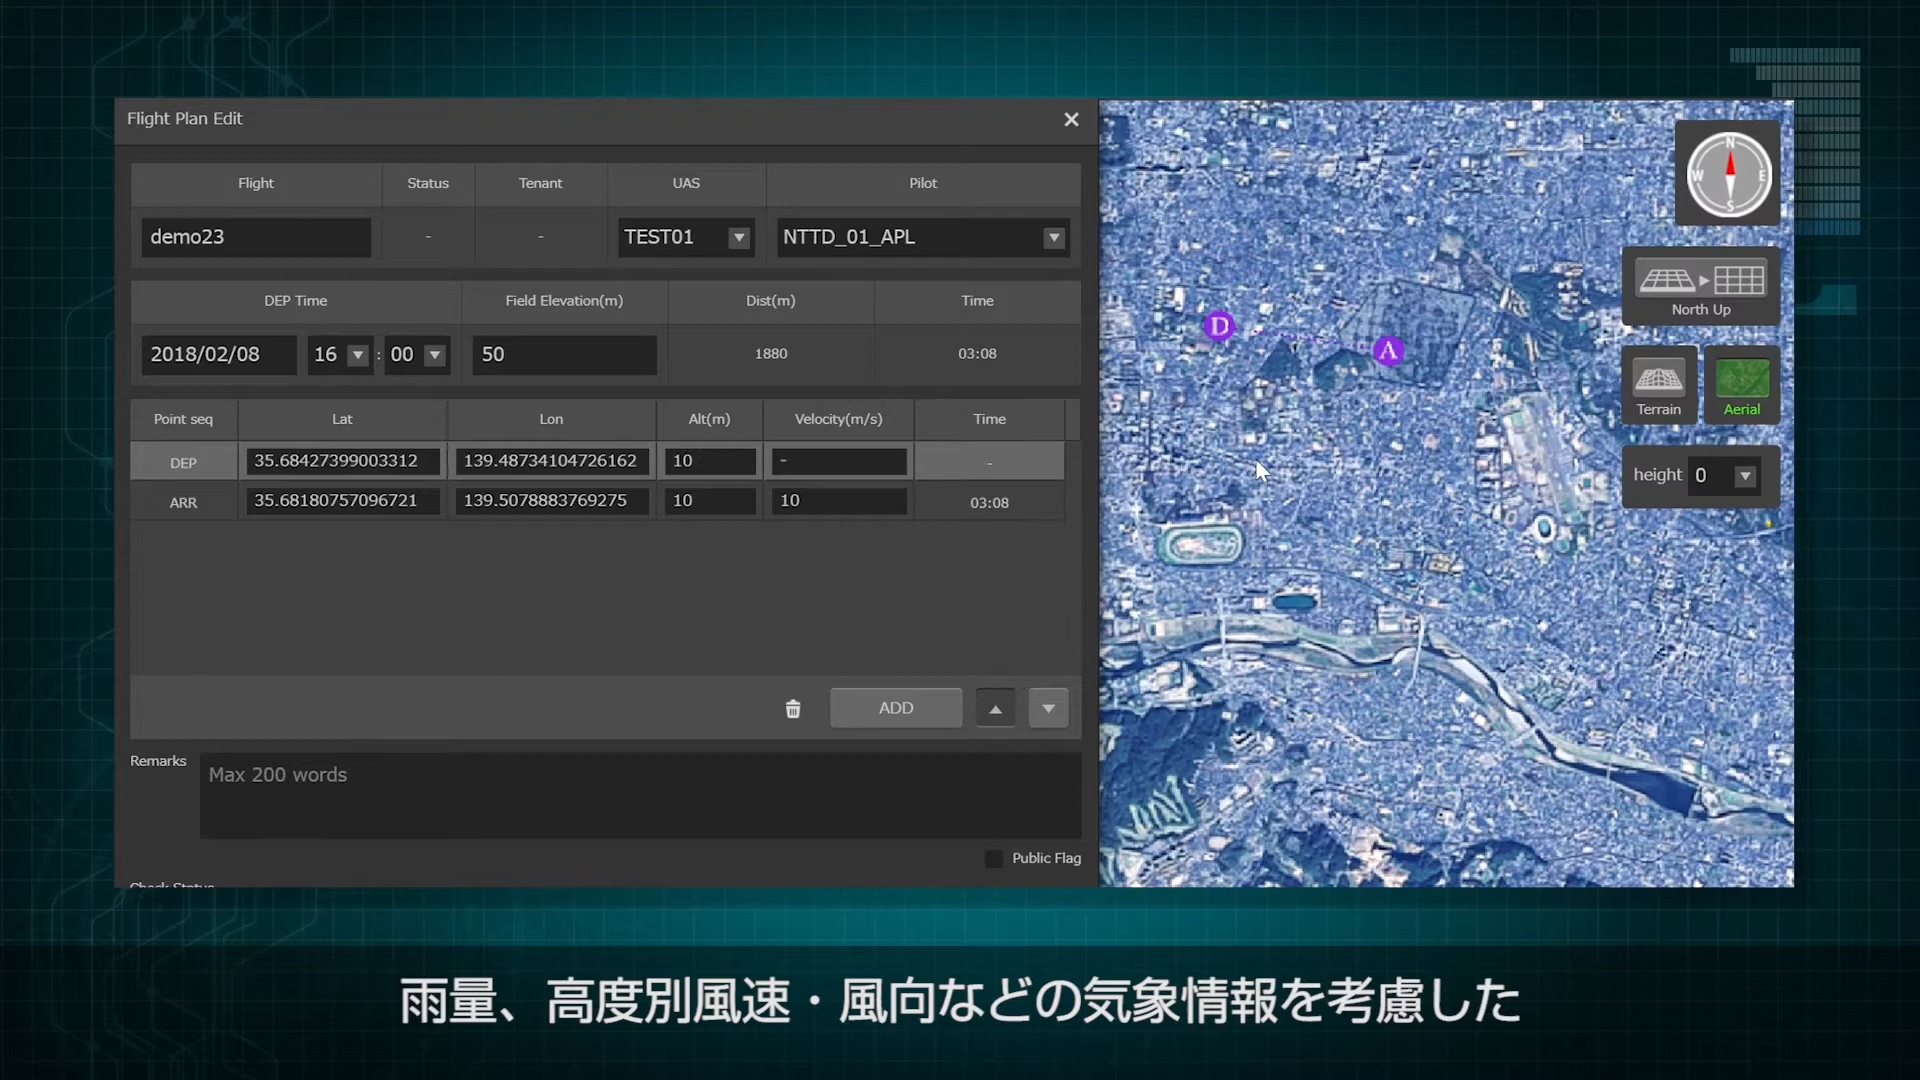 Flight Plan Edit
Flight Status Tenant UAS Pilot
demo23 - - TEST01 NTTD_01_APL
DEP Time Field Elevation(m) Dist(m) Time
2018/02/08 16 : 00 50 1880 03:08
Point seq Lat Lon Alt(m) Velocity(m/s) Time
DEP 35.68427399003312 139.48734104726162 10 - -
ARR 35.68180757096721 139.5078883769275 10 10 03:08
ADD
Remarks Max 200 words
Public Flag
Check Status
D
A
N
W E
S
North Up
Terrain Aerial
height 0
雨量、高度別風速・風向などの気象情報を考慮した